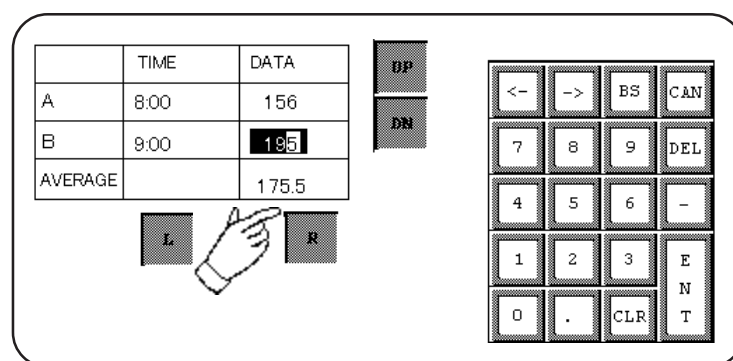 TIME DATA
A 8:00 156
B 9:00 195
AVERAGE 175.5
UP
DN
L R
<- -> BS CAN
7 8 9 DEL
4 5 6 -
1 2 3 ENT
0 . CLR